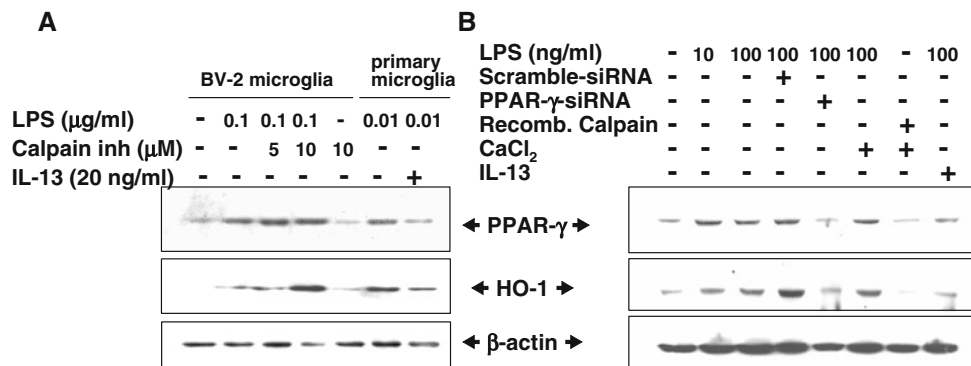 A
BV-2 microglia
primary microglia
LPS (μg/ml) - 0.1 0.1 0.1 - 0.01 0.01
Calpain inh (μM) - - 5 10 10 - -
IL-13 (20 ng/ml) - - - - - - +
B
LPS (ng/ml) - 10 100 100 100 100 - 100
Scramble-siRNA - - - + - - - -
PPAR-γ-siRNA - - - - + - - -
Recomb. Calpain - - - - - - + -
CaCl₂ - - - - - + + -
IL-13 - - - - - - - +
← PPAR-γ →
← HO-1 →
← β-actin →